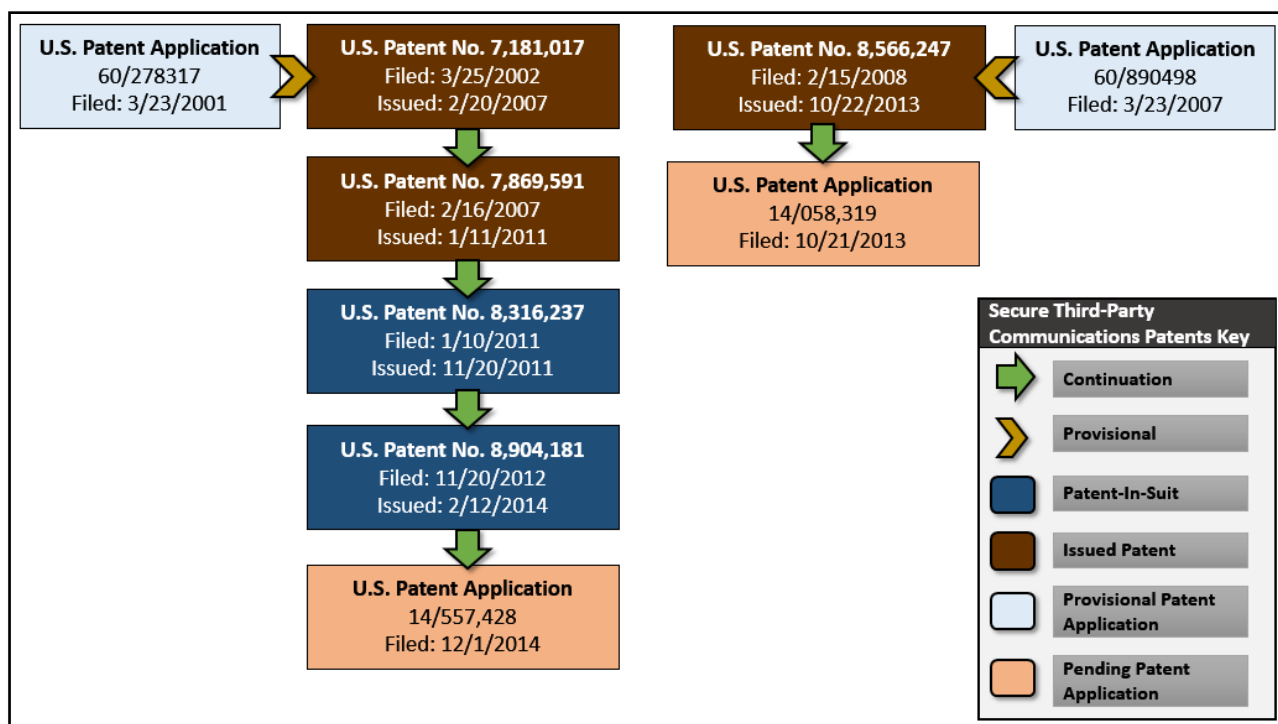 U.S. Patent Application
60/278317
Filed: 3/23/2001
U.S. Patent No. 7,181,017
Filed: 3/25/2002
Issued: 2/20/2007
U.S. Patent No. 7,869,591
Filed: 2/16/2007
Issued: 1/11/2011
U.S. Patent No. 8,316,237
Filed: 1/10/2011
Issued: 11/20/2011
U.S. Patent No. 8,904,181
Filed: 11/20/2012
Issued: 2/12/2014
U.S. Patent Application
14/557,428
Filed: 12/1/2014
U.S. Patent No. 8,566,247
Filed: 2/15/2008
Issued: 10/22/2013
U.S. Patent Application
60/890498
Filed: 3/23/2007
U.S. Patent Application
14/058,319
Filed: 10/21/2013
Secure Third-Party
Communications Patents Key
Continuation
Provisional
Patent-In-Suit
Issued Patent
Provisional Patent
Application
Pending Patent
Application